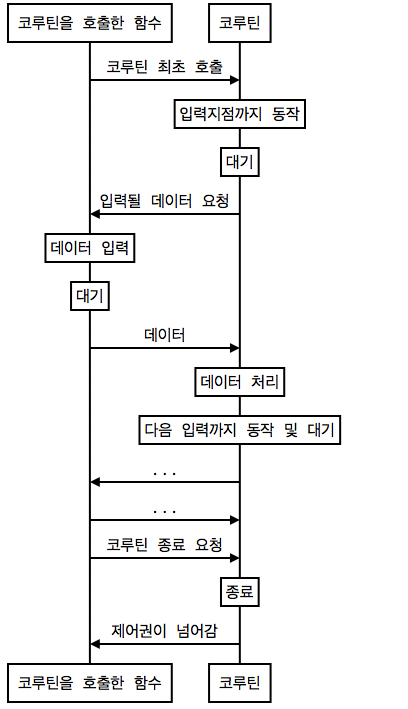 코루틴을 호출한 함수 코루틴
코루틴 최초 호출
입력지점까지 동작
대기
입력될 데이터 요청
데이터 입력
대기
데이터
데이터 처리
다음 입력까지 동작 및 대기
...
...
코루틴 종료 요청
종료
제어권이 넘어감
코루틴을 호출한 함수 코루틴